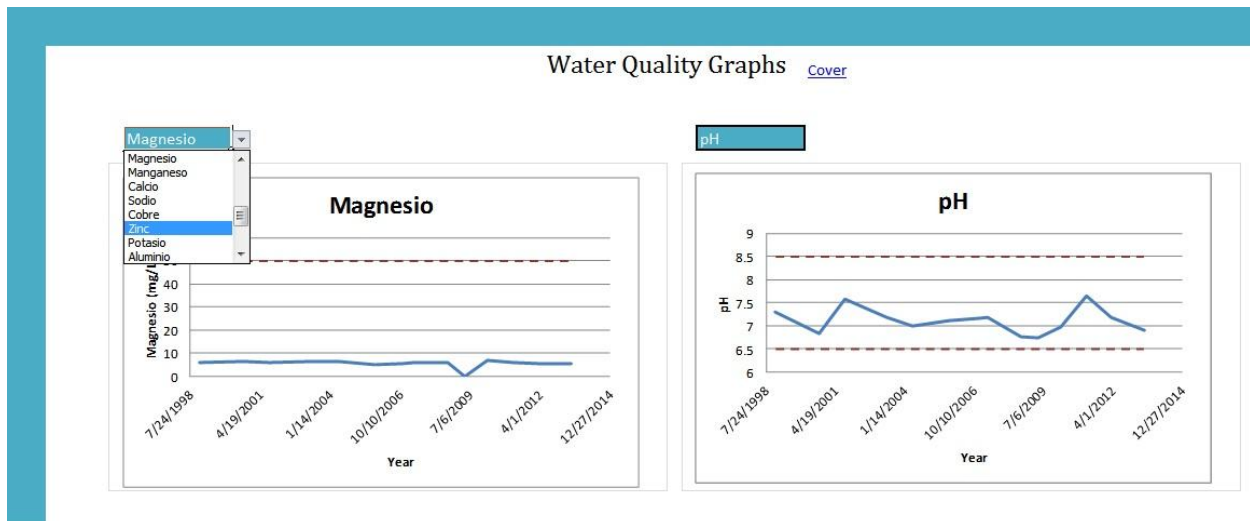 Water Quality Graphs Cover
Magnesio
Magnesio
Manganeso
Calcio
Sodio
Cobre
Zinc
Potasio
Aluminio
Magnesio
Magnesio (mg/L
40
30
20
10
0
7/24/1998
4/19/2001
1/14/2004
10/10/2006
7/6/2009
4/1/2012
12/27/2014
Year
pH
pH
pH
9
8.5
8
7.5
7
6.5
6
7/24/1998
4/19/2001
1/14/2004
10/10/2006
7/6/2009
4/1/2012
12/27/2014
Year